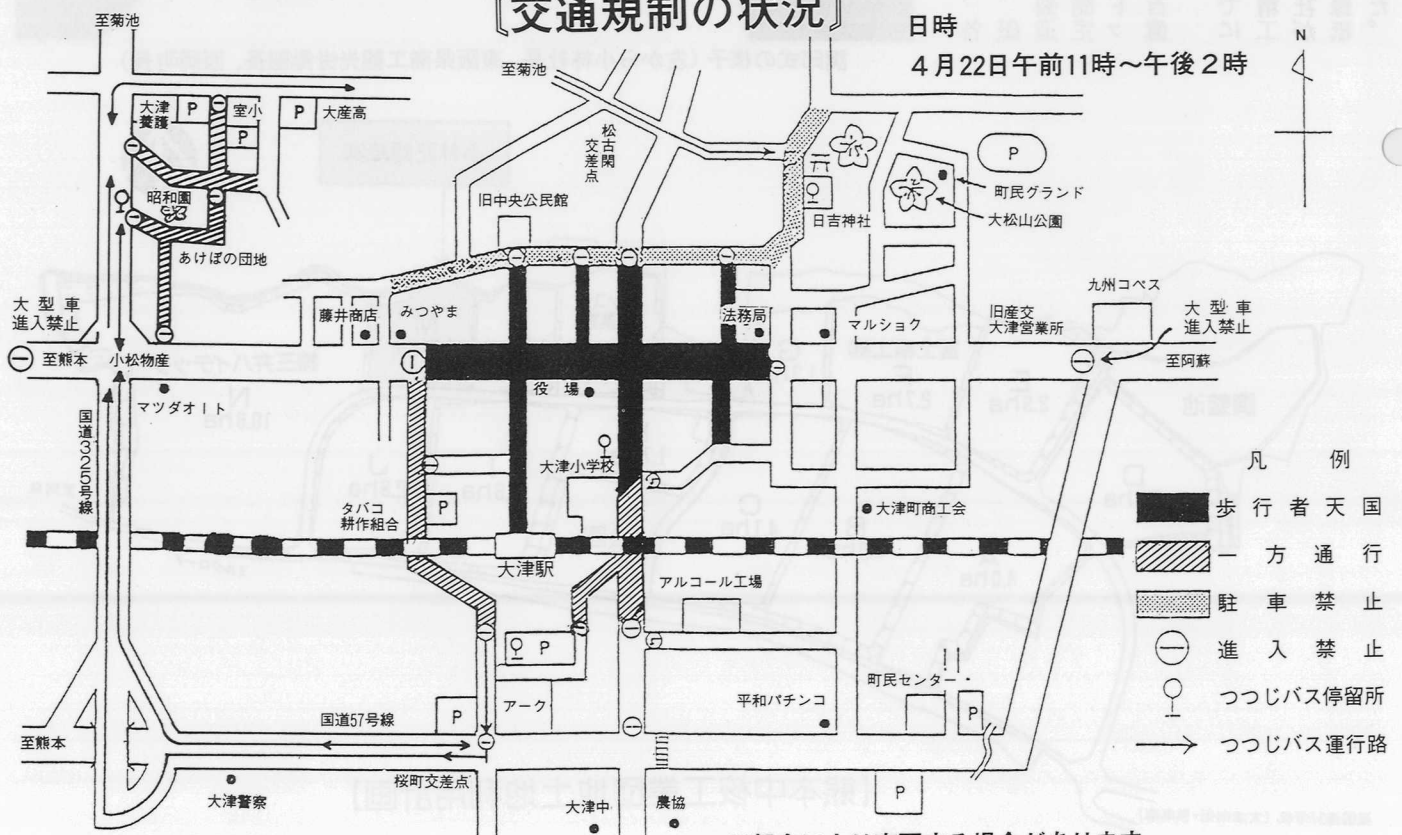 交通規制の状況
日時
4月22日午前11時～午後2時
N
至菊池
至菊池
大津
養護
P
室小
P
P
大産高
松古閑
交差点
P
町民グランド
大松山公園
日吉神社
旧中央公民館
昭和園
あけぼの団地
九州コベス
大型車
進入禁止
大型車
進入禁止
藤井商店
みつやま
法務局
マルショク
旧産交
大津営業所
至熊本
小松物産
至阿蘇
マツダオート
役場
国道325号線
大津小学校
タバコ
耕作組合
P
大津町商工会
大津駅
アルコール工場
P
町民センター
アーク
平和パチンコ
P
P
国道57号線
至熊本
桜町交差点
P
大津警察
大津中
農協
凡例
歩行者天国
一方通行
駐車禁止
進入禁止
つつじバス停留所
つつじバス運行路